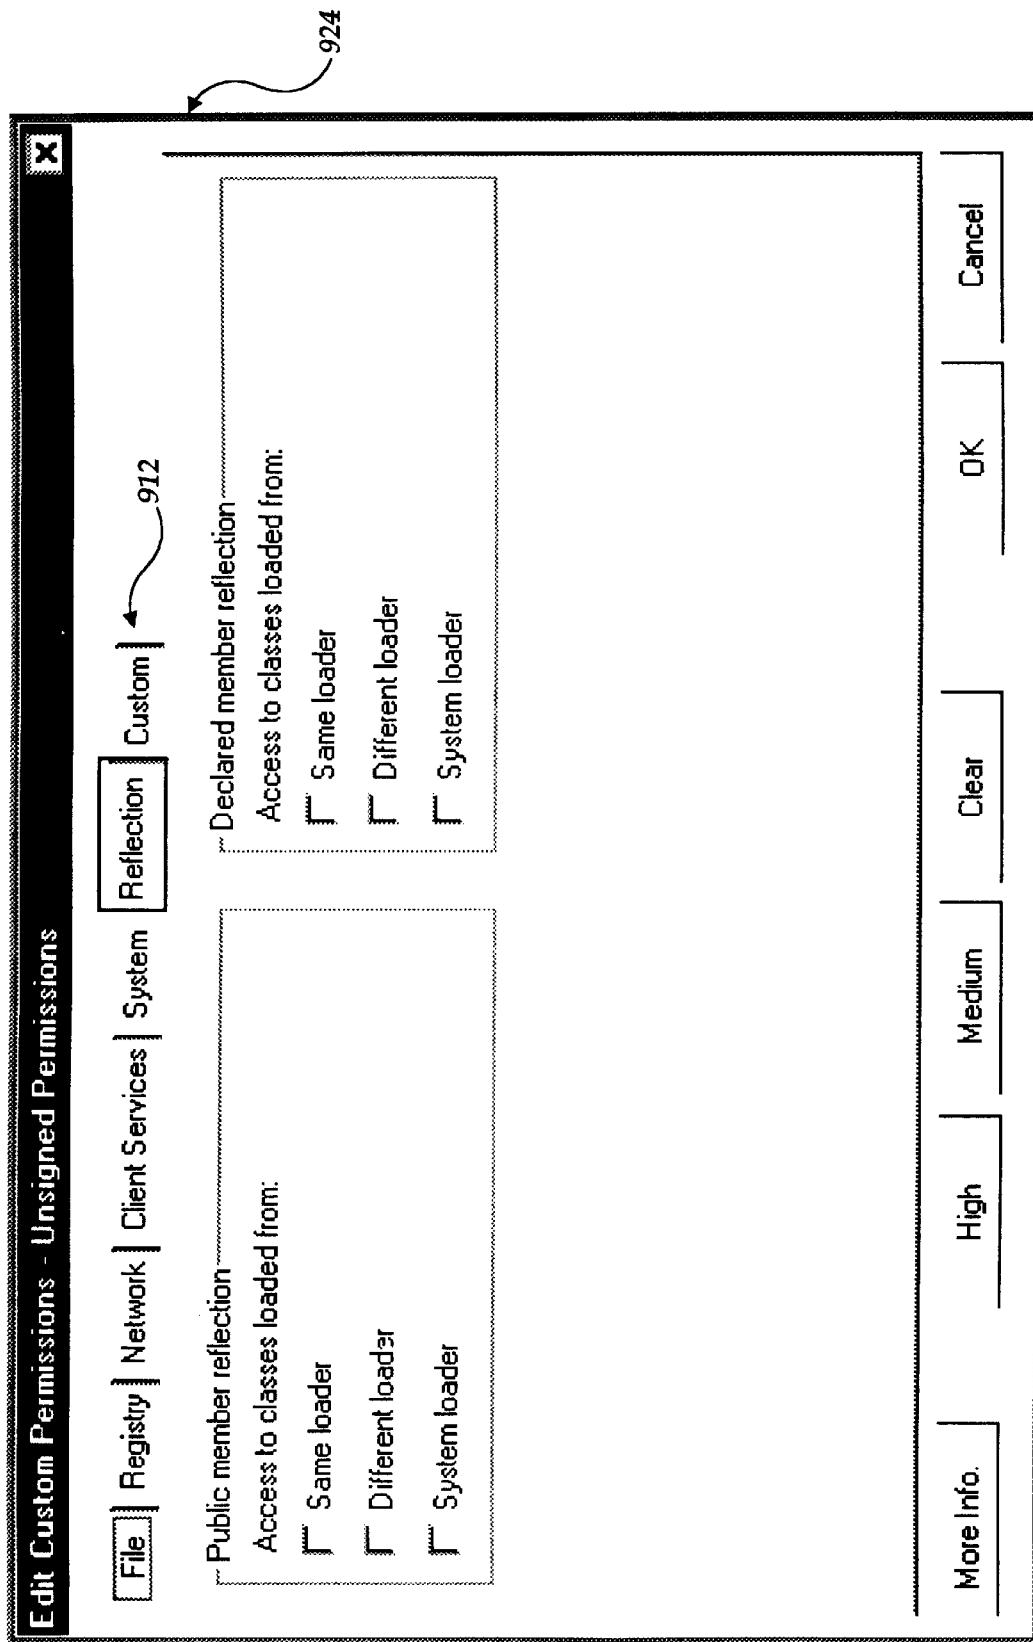 924
Edit Custom Permissions - Unsigned Permissions
912
File Registry Network Client Services System Reflection Custom
Public member reflection
Access to classes loaded from:
Same loader
Different loader
System loader
Declared member reflection
Access to classes loaded from:
Same loader
Different loader
System loader
More Info. High Medium Clear OK Cancel